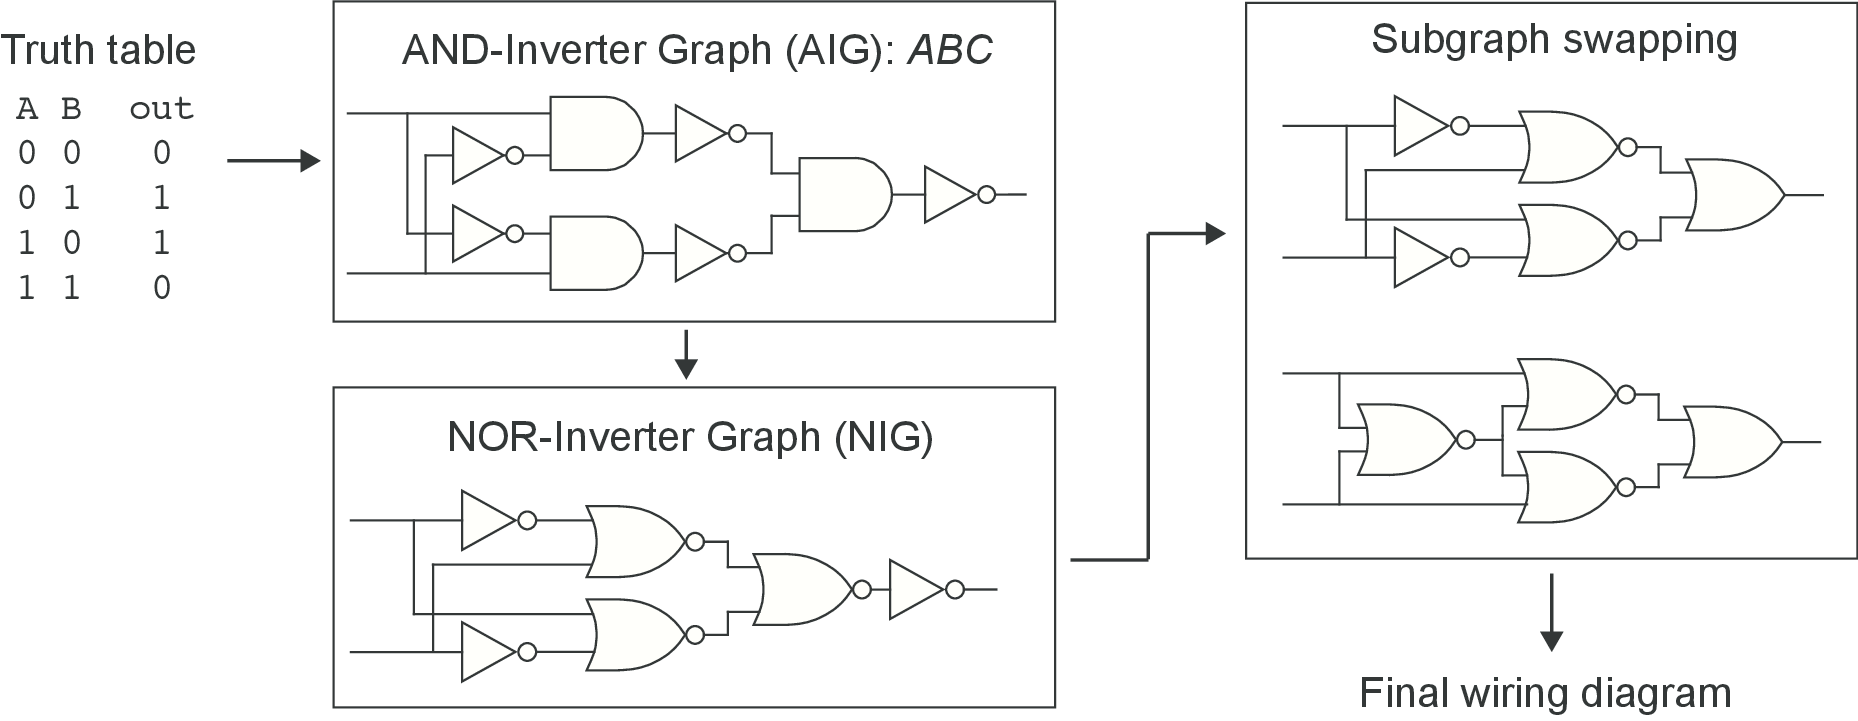 Truth table
A B out
0 0 0
0 1 1
1 0 1
1 1 0
AND-Inverter Graph (AIG): ABC
NOR-Inverter Graph (NIG)
Subgraph swapping
Final wiring diagram